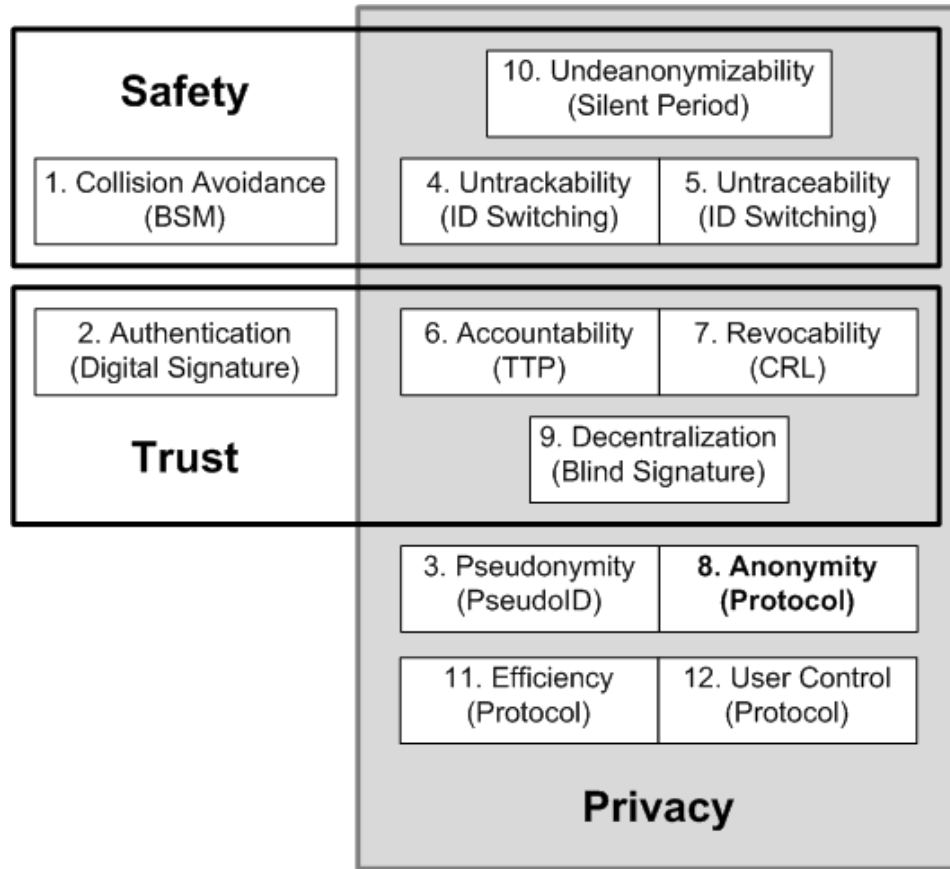 Safety
10. Undeanonymizability
(Silent Period)
1. Collision Avoidance
(BSM)
4. Untrackability
(ID Switching)
5. Untraceability
(ID Switching)
2. Authentication
(Digital Signature)
6. Accountability
(TTP)
7. Revocability
(CRL)
Trust
9. Decentralization
(Blind Signature)
3. Pseudonymity
(PseudoID)
8. Anonymity
(Protocol)
11. Efficiency
(Protocol)
12. User Control
(Protocol)
Privacy